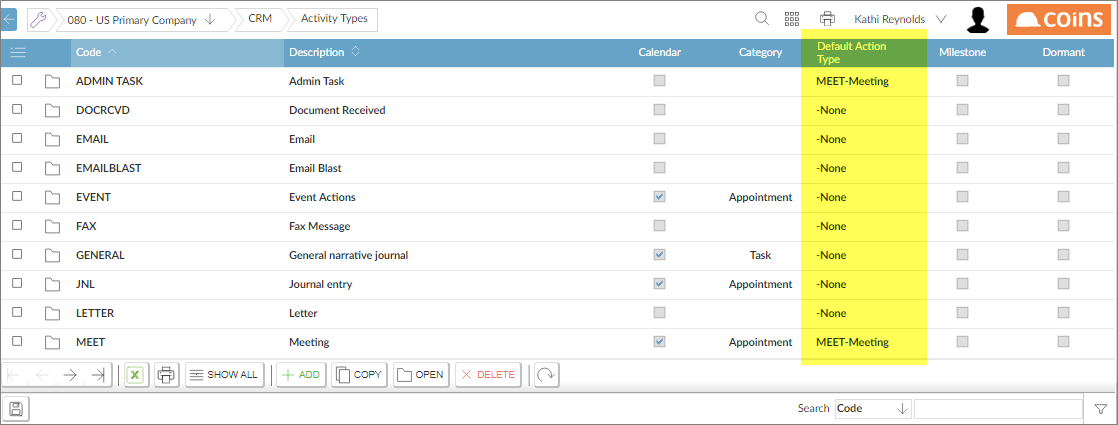 080 - US Primary Company CRM Activity Types Kathi Reynolds coins
Code Description Calendar Category Default Action Type Milestone Dormant
ADMIN TASK Admin Task MEET-Meeting
DOCRCVD Document Received -None
EMAIL Email -None
EMAILBLAST Email Blast -None
EVENT Event Actions Appointment -None
FAX Fax Message -None
GENERAL General narrative journal Task -None
JNL Journal entry Appointment -None
LETTER Letter -None
MEET Meeting Appointment MEET-Meeting
SHOW ALL ADD COPY OPEN DELETE
Search Code